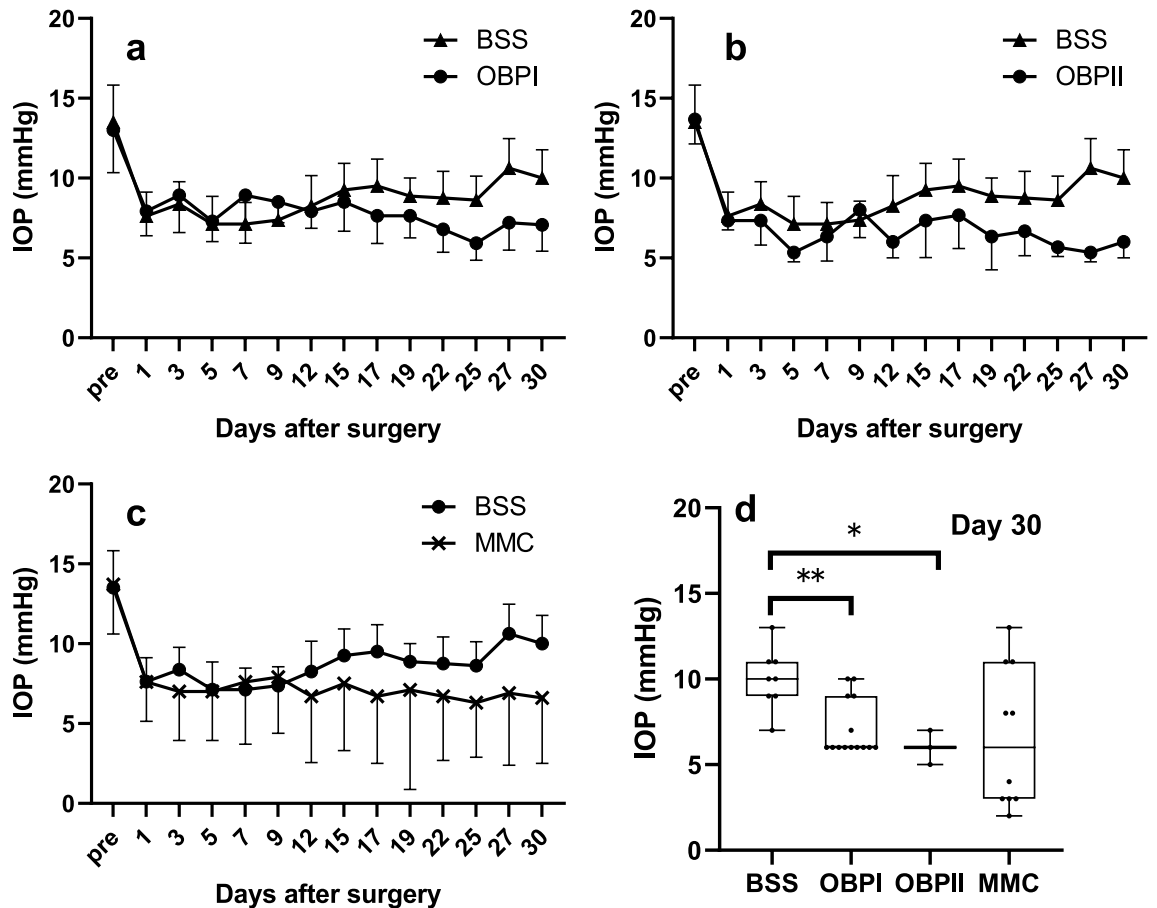 a
BSS
OBPI
IOP (mmHg)
20
15
10
5
0
pre 1 3 5 7 9 12 15 17 19 22 25 27 30
Days after surgery
b
BSS
OBPII
IOP (mmHg)
20
15
10
5
0
pre 1 3 5 7 9 12 15 17 19 22 25 27 30
Days after surgery
c
BSS
MMC
IOP (mmHg)
20
15
10
5
0
pre 1 3 5 7 9 12 15 17 19 22 25 27 30
Days after surgery
d
Day 30
*
**
IOP (mmHg)
20
15
10
5
0
BSS OBPI OBPII MMC